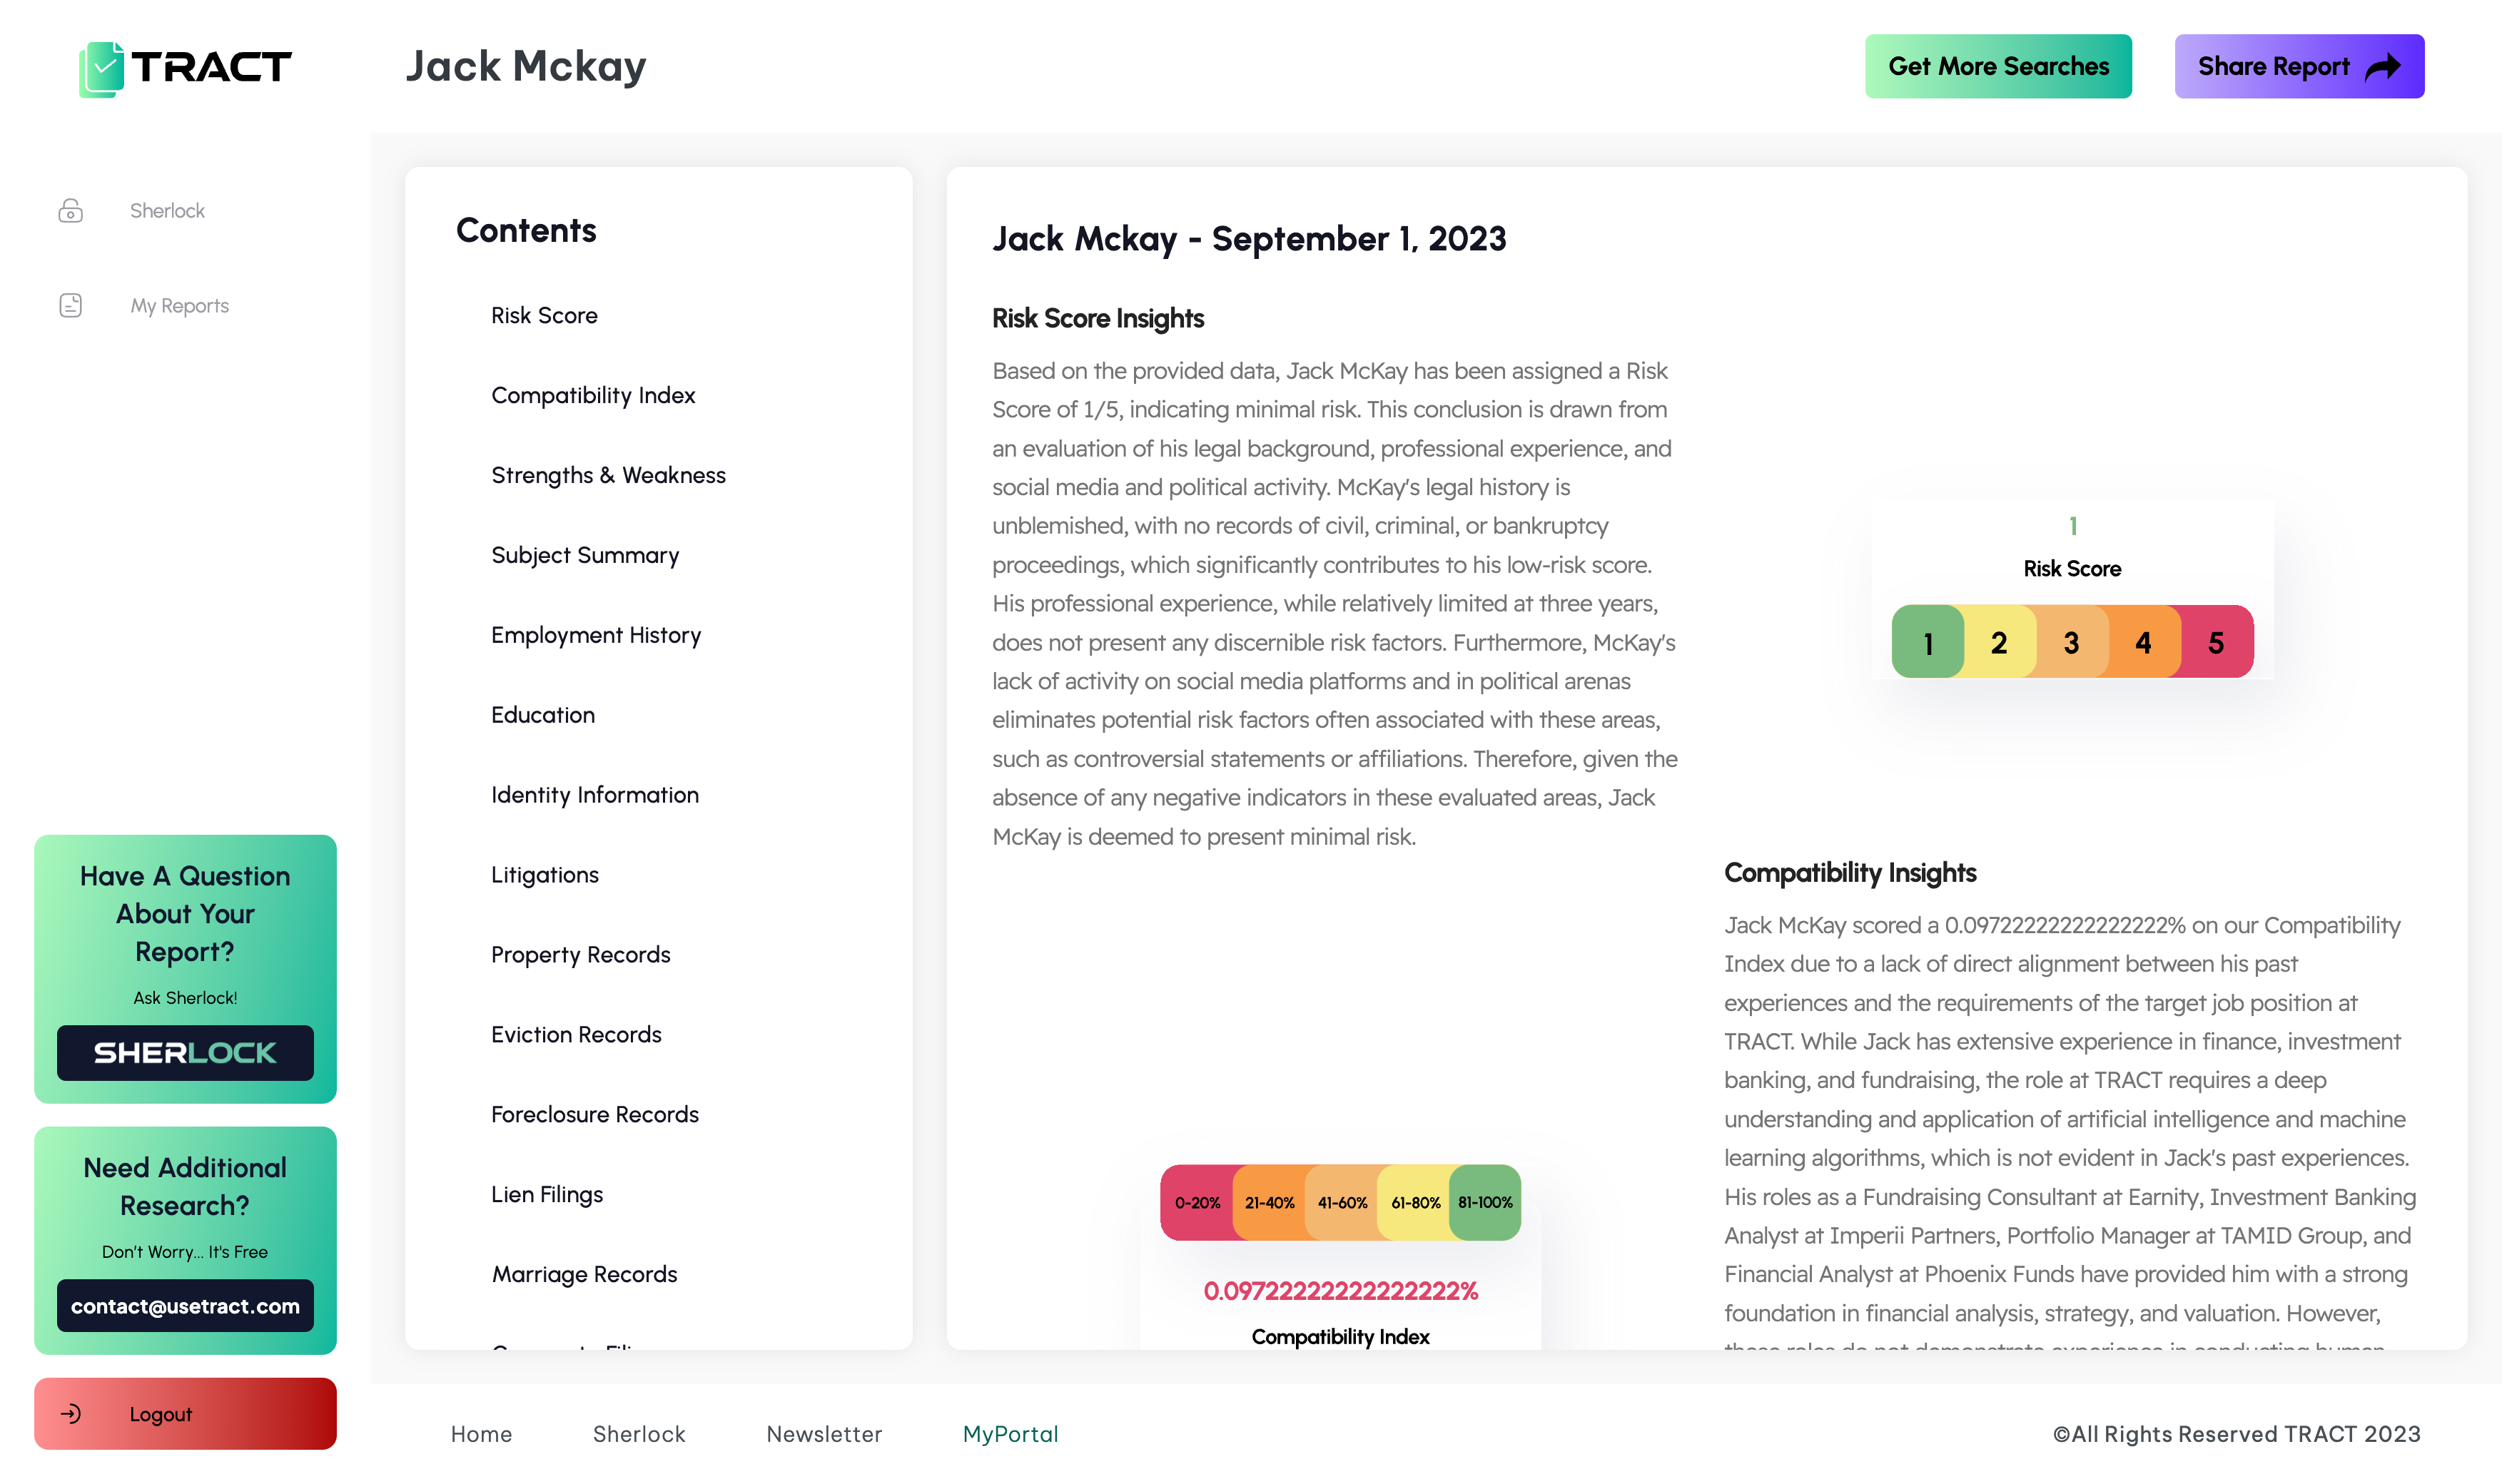 TRACT
Jack Mckay
Get More Searches
Share Report
Sherlock
My Reports
Have A Question
About Your
Report?
Ask Sherlock!
SHERLOCK
Need Additional
Research?
Don't Worry... It's Free
contact@usetract.com
Logout
Contents
Risk Score
Compatibility Index
Strengths & Weakness
Subject Summary
Employment History
Education
Identity Information
Litigations
Property Records
Eviction Records
Foreclosure Records
Lien Filings
Marriage Records
Jack Mckay - September 1, 2023
Risk Score Insights
Based on the provided data, Jack McKay has been assigned a Risk
Score of 1/5, indicating minimal risk. This conclusion is drawn from
an evaluation of his legal background, professional experience, and
social media and political activity. McKay's legal history is
unblemished, with no records of civil, criminal, or bankruptcy
proceedings, which significantly contributes to his low-risk score.
His professional experience, while relatively limited at three years,
does not present any discernible risk factors. Furthermore, McKay's
lack of activity on social media platforms and in political arenas
eliminates potential risk factors often associated with these areas,
such as controversial statements or affiliations. Therefore, given the
absence of any negative indicators in these evaluated areas, Jack
McKay is deemed to present minimal risk.
1
Risk Score
1 2 3 4 5
0-20% 21-40% 41-60% 61-80% 81-100%
0.09722222222222222%
Compatibility Index
Compatibility Insights
Jack McKay scored a 0.09722222222222222% on our Compatibility
Index due to a lack of direct alignment between his past
experiences and the requirements of the target job position at
TRACT. While Jack has extensive experience in finance, investment
banking, and fundraising, the role at TRACT requires a deep
understanding and application of artificial intelligence and machine
learning algorithms, which is not evident in Jack's past experiences.
His roles as a Fundraising Consultant at Earnity, Investment Banking
Analyst at Imperii Partners, Portfolio Manager at TAMID Group, and
Financial Analyst at Phoenix Funds have provided him with a strong
foundation in financial analysis, strategy, and valuation. However,
these roles do not demonstrate experience in conducting human
Home
Sherlock
Newsletter
MyPortal
©All Rights Reserved TRACT 2023